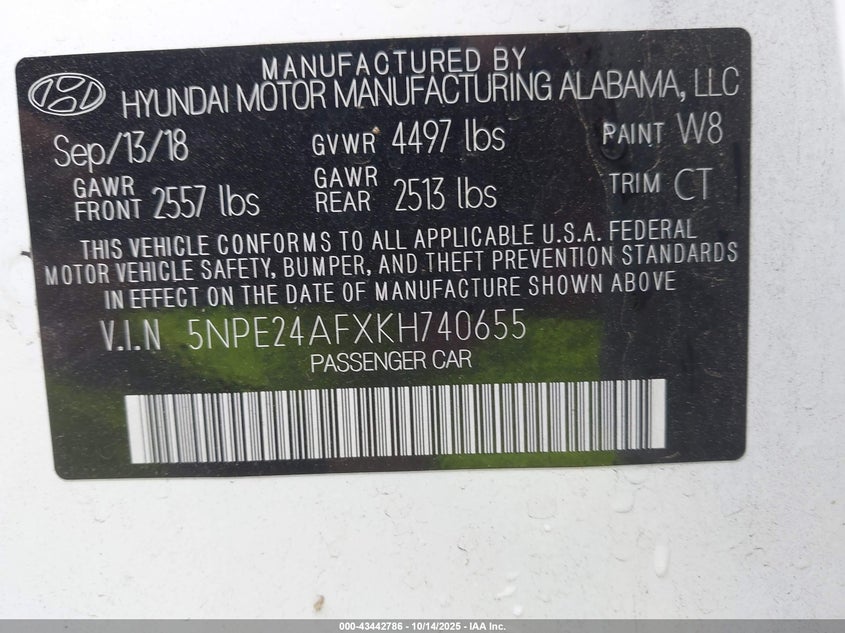 MANUFACTURED BY
HYUNDAI MOTOR MANUFACTURING ALABAMA, LLC
Sep/13/18 GVWR 4497 lbs PAINT W8
GAWR FRONT 2557 lbs GAWR REAR 2513 lbs TRIM CT
THIS VEHICLE CONFORMS TO ALL APPLICABLE U.S.A. FEDERAL
MOTOR VEHICLE SAFETY, BUMPER, AND THEFT PREVENTION STANDARDS
IN EFFECT ON THE DATE OF MANUFACTURE SHOWN ABOVE
V.I.N 5NPE24AFXKH740655
PASSENGER CAR
000-43442786 - 10/14/2025 - IAA Inc.